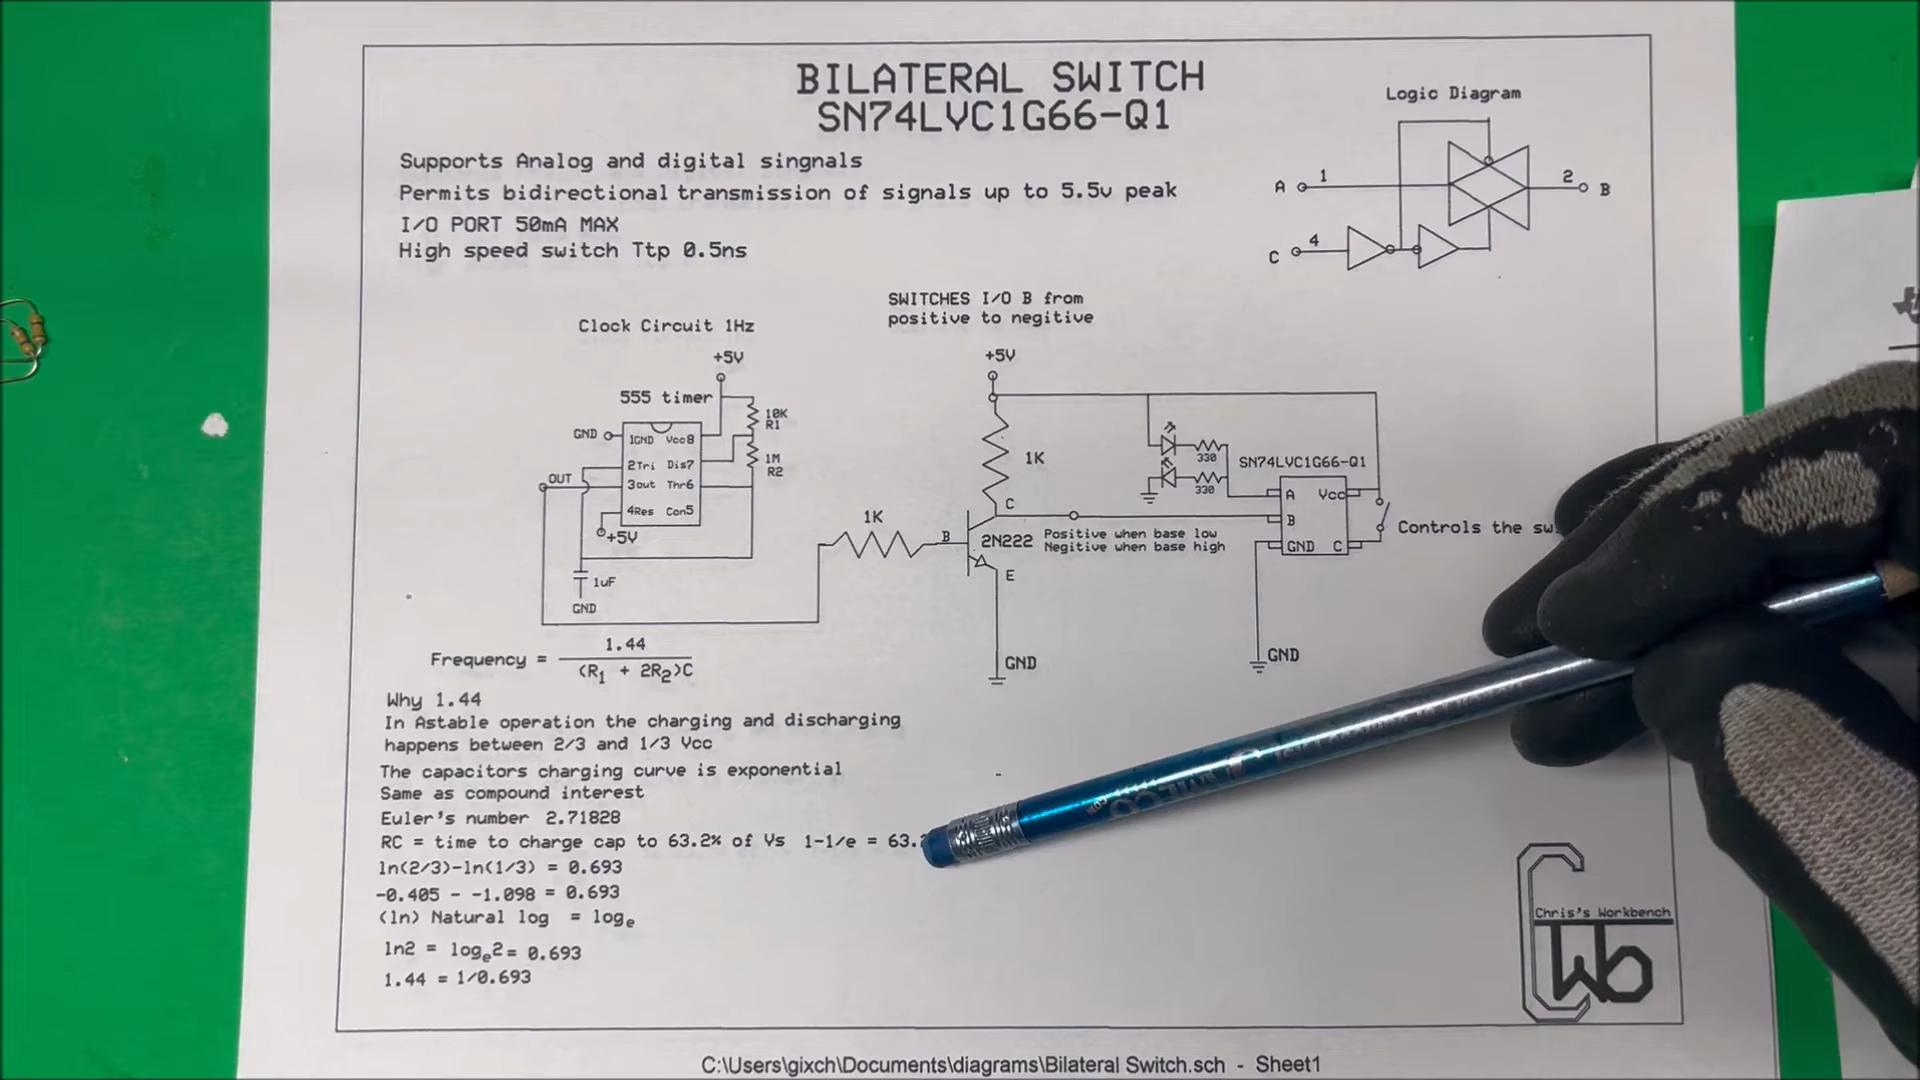 BILATERAL SWITCH
SN74LVC1G66-Q1
Logic Diagram
Supports Analog and digital singnals
Permits bidirectional transmission of signals up to 5.5v peak
I/O PORT 50mA MAX
High speed switch Ttp 0.5ns
A 1 2 B
C 4
SWITCHES I/O B from
positive to negitive
Clock Circuit 1Hz
+5V
555 timer
10K
R1
GND
1GND Vcc8
2Tri Dis7
3out Thr6
4Res Con5
1M
R2
OUT
+5V
1uF
GND
1K
+5V
1K
C
B
2N222
E
GND
Positive when base low
Negitive when base high
330
330
SN74LVC1G66-Q1
A Vcc
B
GND C
Controls the sw
GND
Frequency = 1.44
(R1 + 2R2)C
Why 1.44
In Astable operation the charging and discharging
happens between 2/3 and 1/3 Vcc
The capacitors charging curve is exponential
Same as compound interest
Euler's number 2.71828
RC = time to charge cap to 63.2% of Vs 1-1/e = 63.
ln(2/3)-ln(1/3) = 0.693
-0.405 - -1.098 = 0.693
(ln) Natural log = loge
ln2 = loge2 = 0.693
1.44 = 1/0.693
Chris's Workbench
CWb
C:\Users\gixch\Documents\diagrams\Bilateral Switch.sch - Sheet1